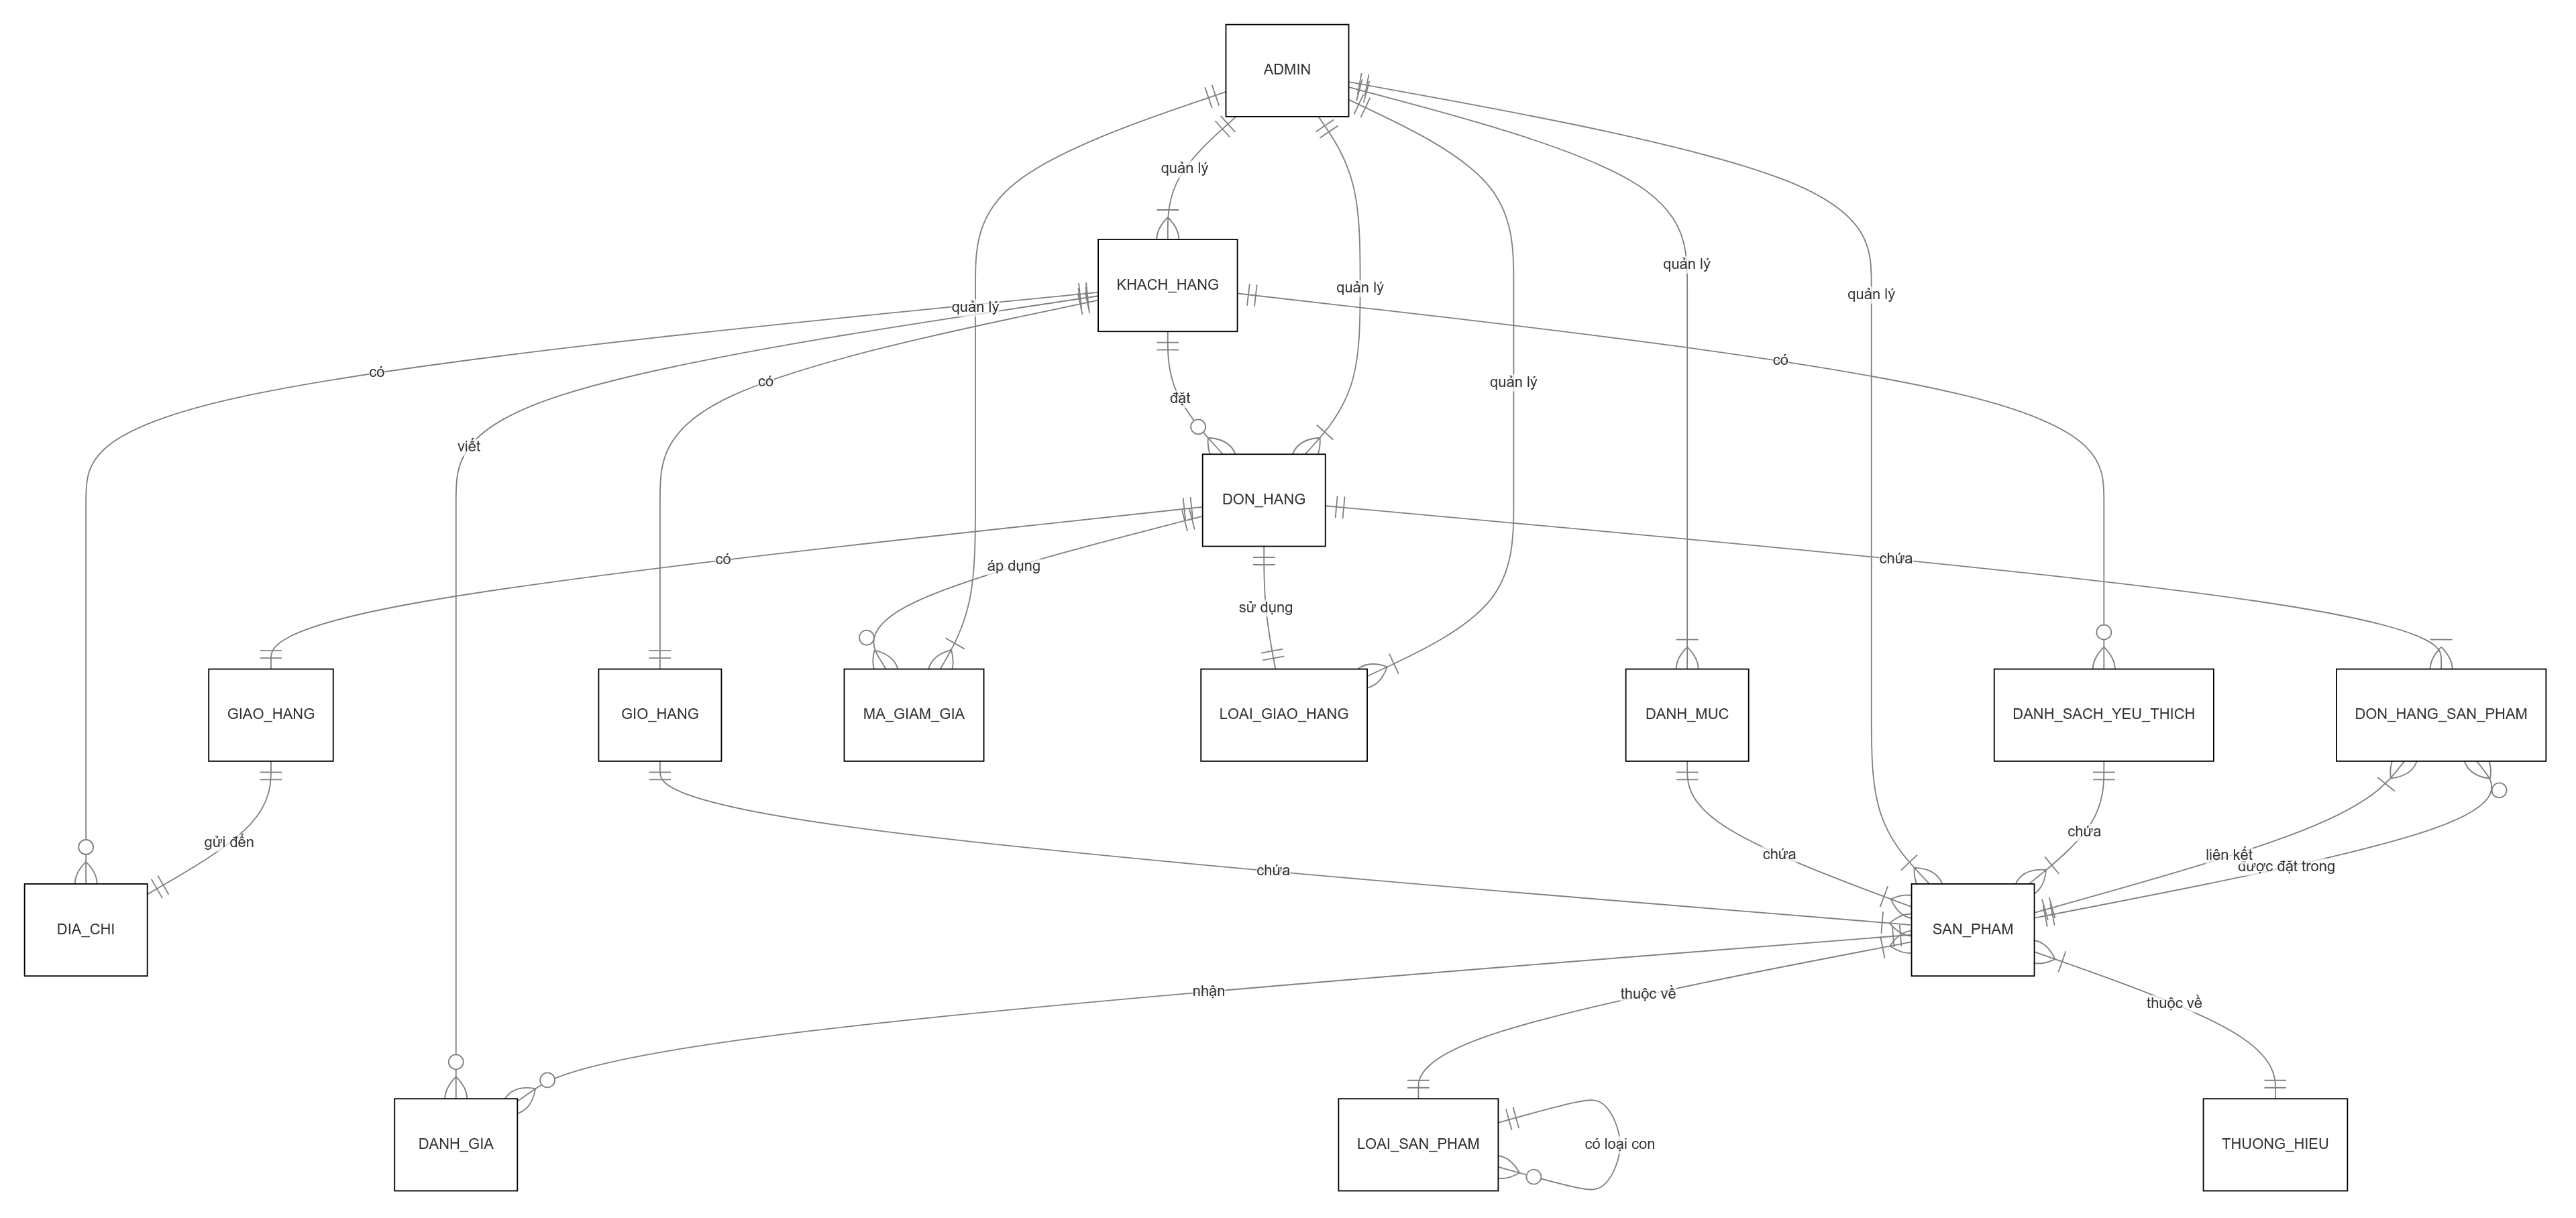 ADMIN
quản lý
quản lý
KHACH_HANG
quản lý
quản lý
quản lý
có
có
có
quản lý
đặt
viết
DON_HANG
có
chứa
áp dụng
sử dụng
GIAO_HANG
GIO_HANG
MA_GIAM_GIA
LOAI_GIAO_HANG
DANH_MUC
DANH_SACH_YEU_THICH
DON_HANG_SAN_PHAM
chứa
gửi đến
chứa
liên kết
được đặt trong
chứa
DIA_CHI
SAN_PHAM
nhận
thuộc về
thuộc về
DANH_GIA
LOAI_SAN_PHAM
có loại con
THUONG_HIEU